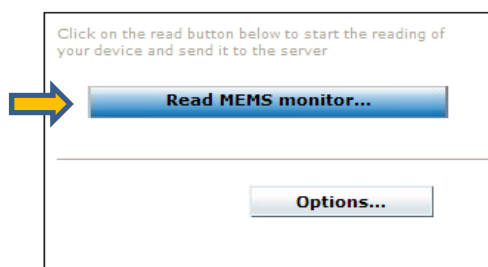 Click on the read button below to start the reading of
your device and send it to the server
Read MEMS monitor...
Options...